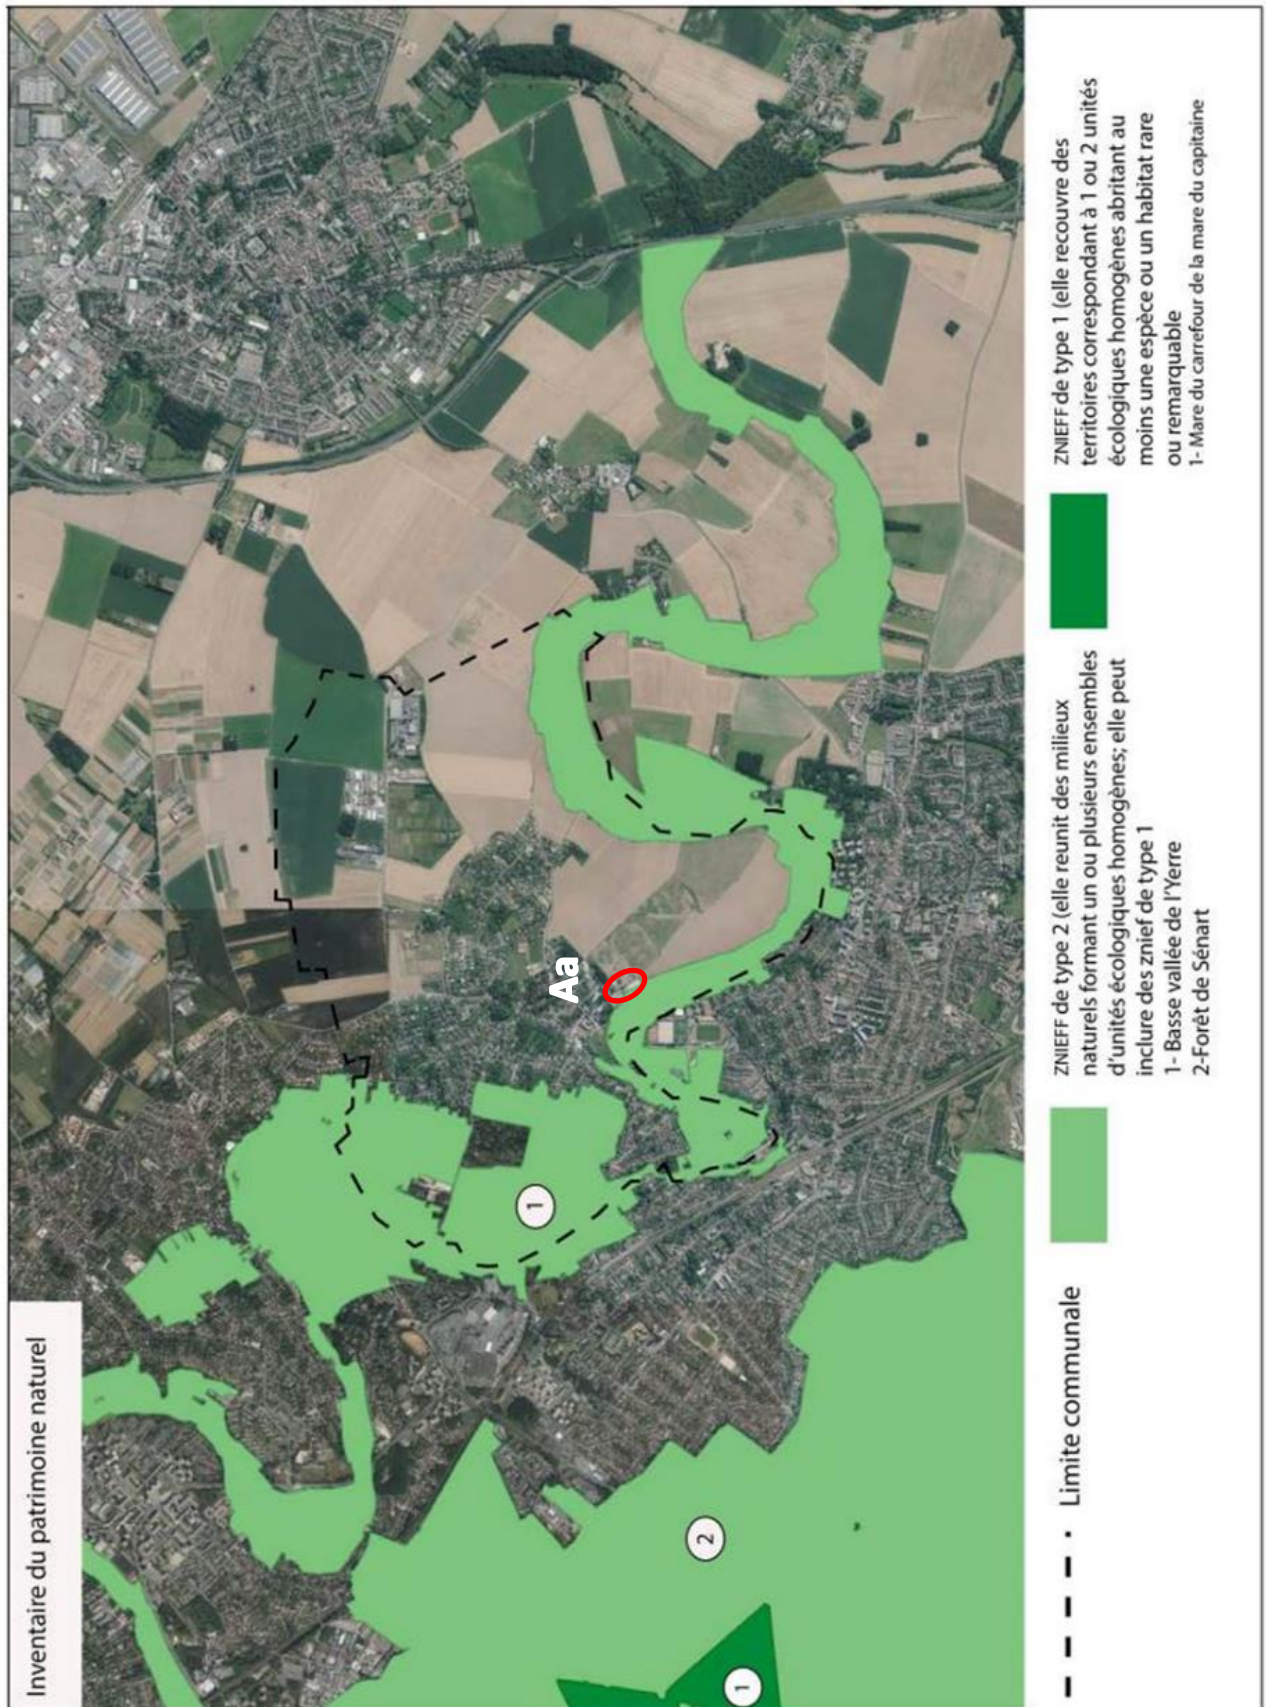 Inventaire du patrimoine naturel
Aa
1
2
1
Limite communale
ZNIEFF de type 2 (elle reunit des milieux
naturels formant un ou plusieurs ensembles
d'unités écologiques homogènes; elle peut
inclure des znief de type 1
1- Basse vallée de l'Yerre
2-Forêt de Sénart
ZNIEFF de type 1 (elle recouvre des
territoires correspondant à 1 ou 2 unités
écologiques homogènes abritant au
moins une espèce ou un habitat rare
ou remarquable
1- Mare du carrefour de la mare du capitaine